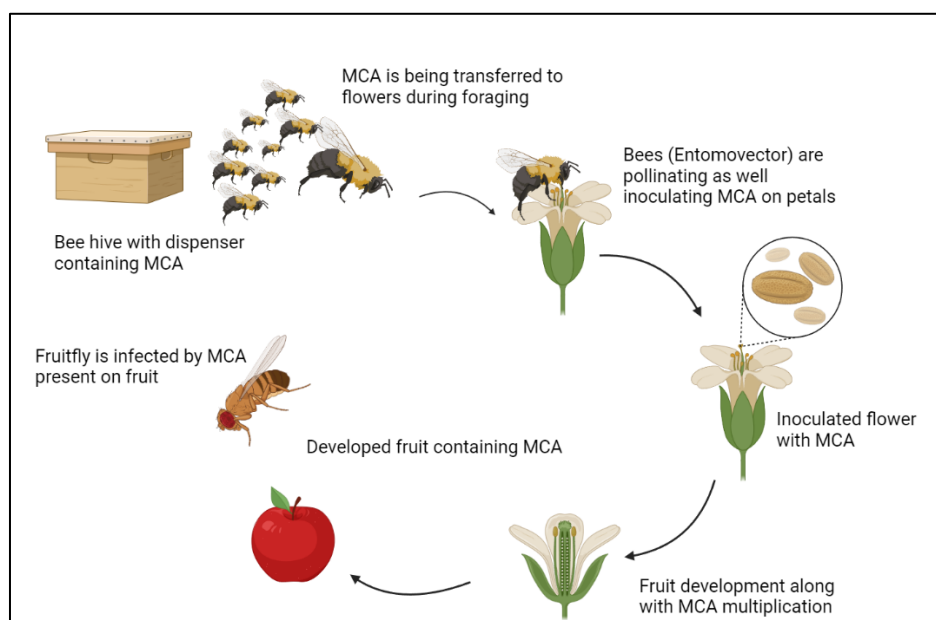 MCA is being transferred to
flowers during foraging
Bees (Entomovector) are
pollinating as well
inoculating MCA on petals
Bee hive with dispenser
containing MCA
Fruitfly is infected by MCA
present on fruit
Inoculated flower
with MCA
Developed fruit containing MCA
Fruit development along
with MCA multiplication